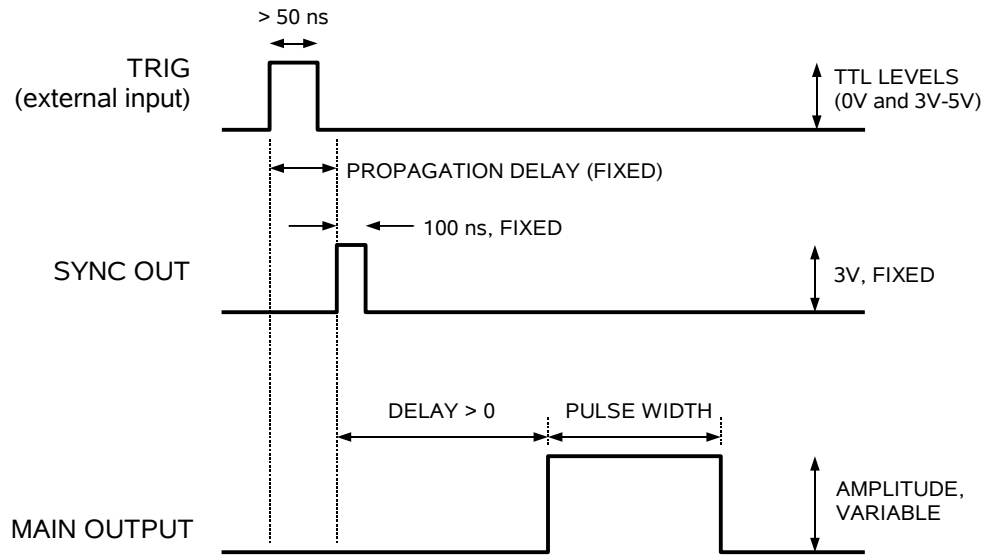 > 50 ns
TRIG
(external input)
TTL LEVELS
(0V and 3V-5V)
PROPAGATION DELAY (FIXED)
100 ns, FIXED
SYNC OUT
3V, FIXED
DELAY > 0
PULSE WIDTH
MAIN OUTPUT
AMPLITUDE,
VARIABLE